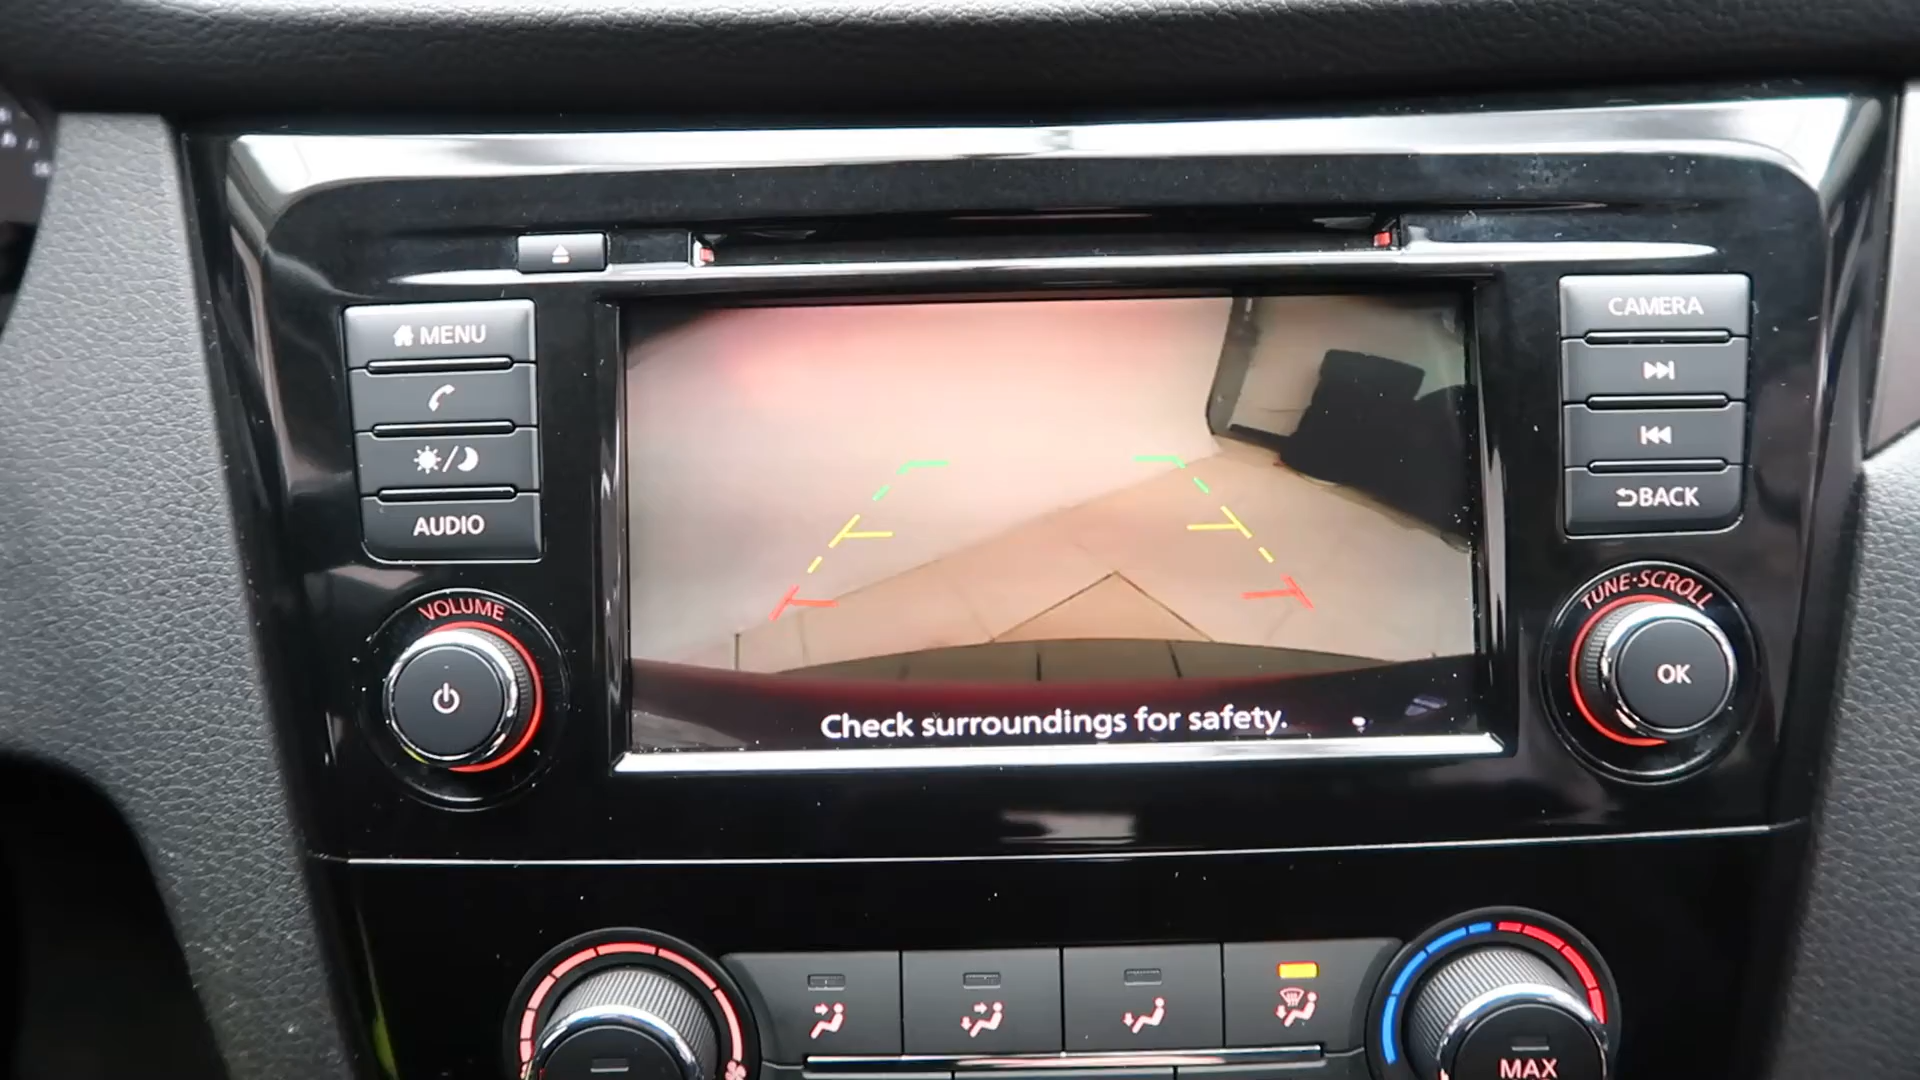 MENU
AUDIO
VOLUME
CAMERA
BACK
TUNE·SCROLL
OK
Check surroundings for safety.
MAX